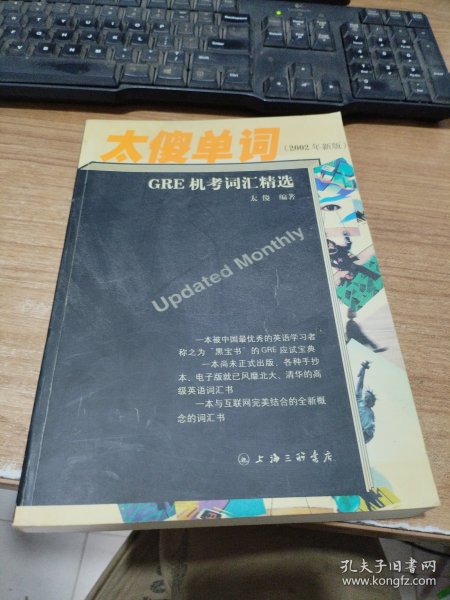 太傻单词
(2002年新版)
GRE机考词汇精选
太傻 编著
Updated Monthly
一本被中国最优秀的英语学习者
称之为“黑宝书”的GRE应试宝典
一本尚未正式出版，各种手抄
本、电子版就已风靡北大、清华的高
级英语词汇书
一本与互联网完美结合的全新概
念的词汇书
上海三联书店
孔夫子旧书网
www.kongfz.com